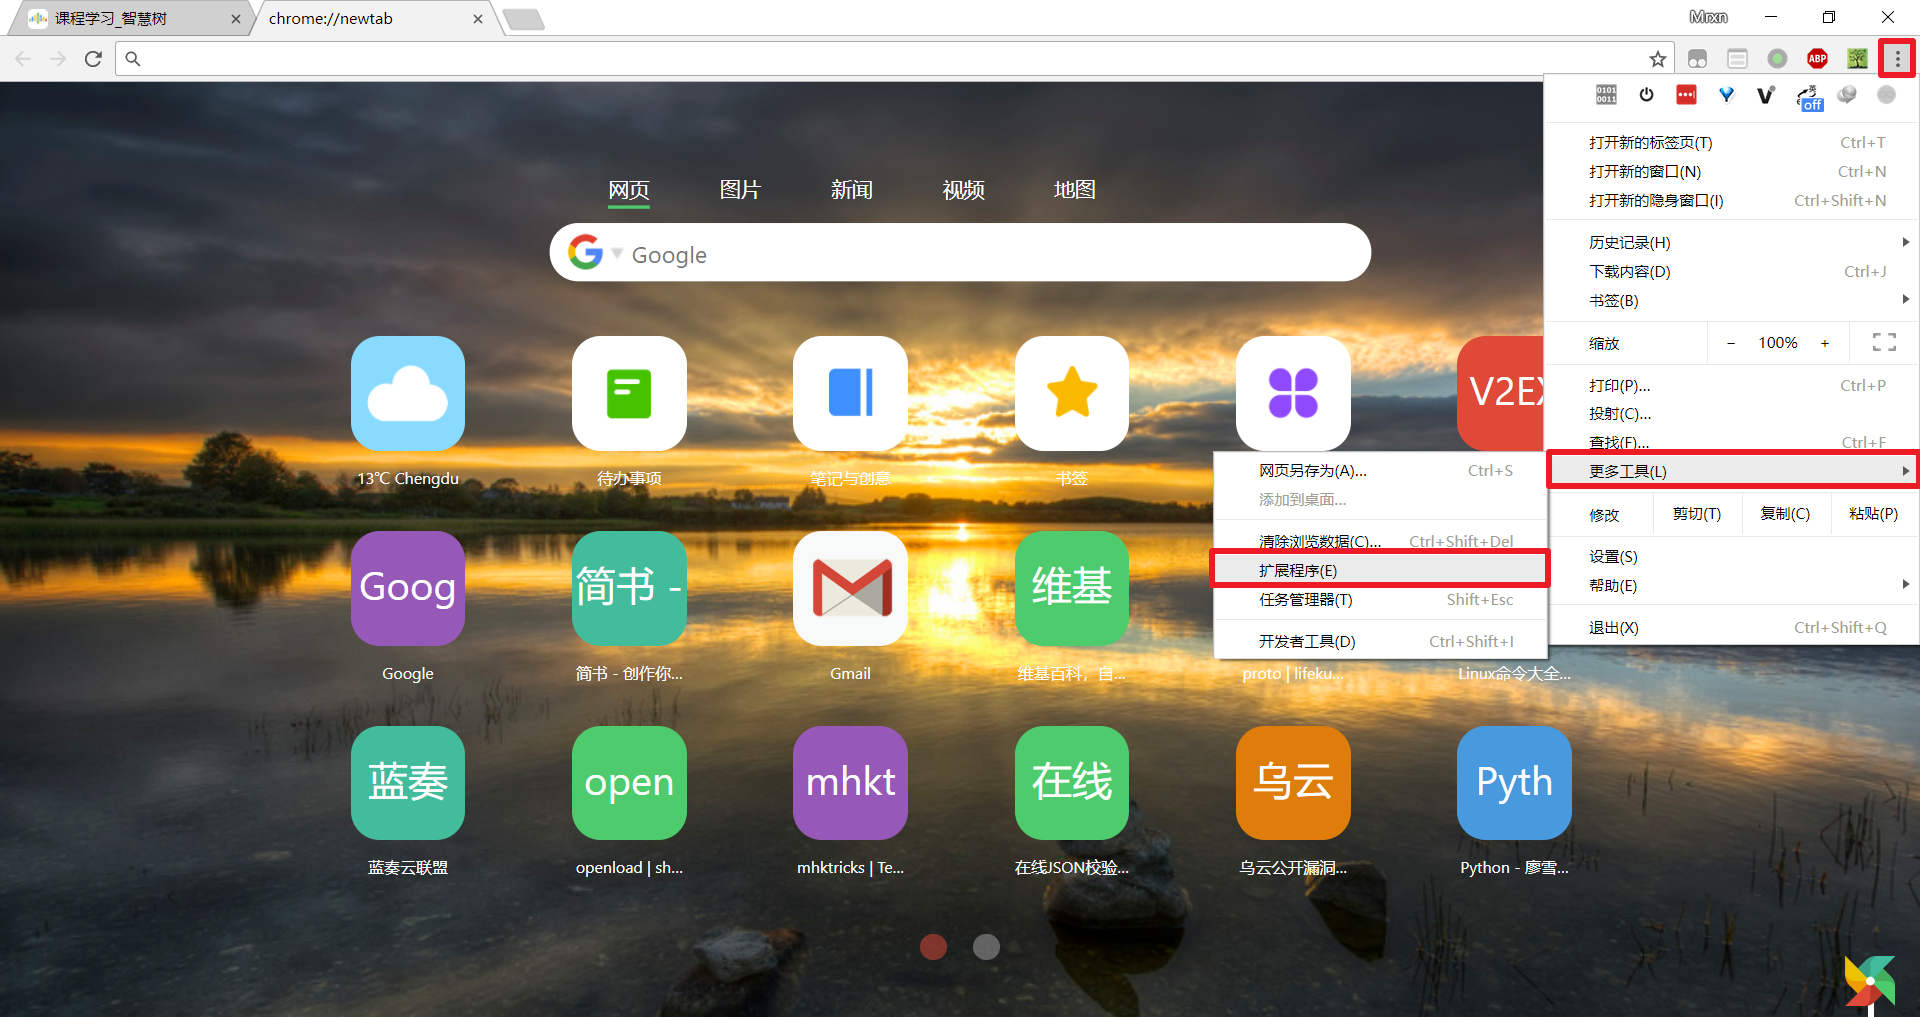 课程学习_智慧树
chrome://newtab
Mrxn
ABP
0101
0011
英
off
打开新的标签页(T) Ctrl+T
打开新的窗口(N) Ctrl+N
打开新的隐身窗口(I) Ctrl+Shift+N
历史记录(H)
下载内容(D) Ctrl+J
书签(B)
缩放 − 100% +
打印(P)... Ctrl+P
投射(C)...
查找(F)... Ctrl+F
更多工具(L)
修改 剪切(T) 复制(C) 粘贴(P)
设置(S)
帮助(E)
退出(X) Ctrl+Shift+Q
网页另存为(A)... Ctrl+S
添加到桌面...
清除浏览数据(C)... Ctrl+Shift+Del
扩展程序(E)
任务管理器(T) Shift+Esc
开发者工具(D) Ctrl+Shift+I
网页 图片 新闻 视频 地图
Google
V2EX
13℃ Chengdu 待办事项 笔记与创意 书签
Goog 简书 - 维基
Google 简书 - 创作你... Gmail 维基百科，自... proto | lifeku... Linux命令大全...
蓝奏 open mhkt 在线 乌云 Pyth
蓝奏云联盟 openload | sh... mhktricks | Te... 在线JSON校验... 乌云公开漏洞... Python - 廖雪...